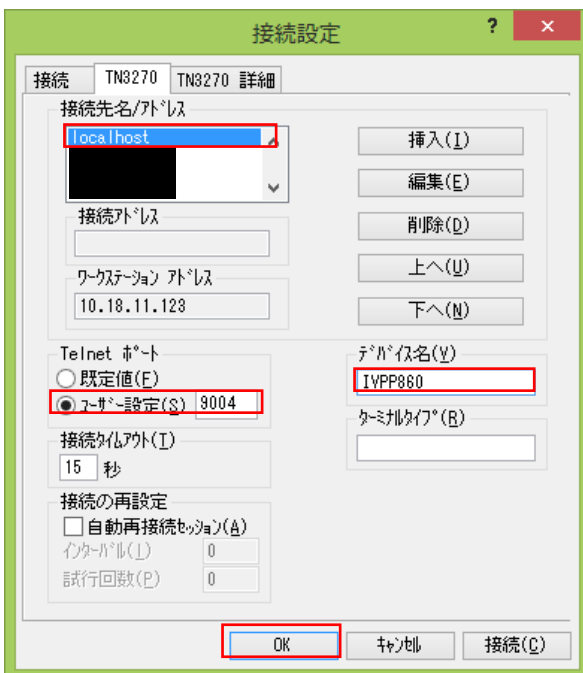 接続設定
?
×
接続
TN3270
TN3270 詳細
接続先名/アドレス
localhost
挿入(I)
編集(E)
削除(D)
上へ(U)
下へ(N)
接続アドレス
ワークステーション アドレス
10.18.11.123
Telnet ポート
既定値(F)
ユーザー設定(S) 9004
デバイス名(V)
IVPP860
ターミナルタイプ(R)
接続タイムアウト(T)
15 秒
接続の再設定
自動再接続セッション(A)
インターバル(L) 0
試行回数(P) 0
OK
キャンセル
接続(C)